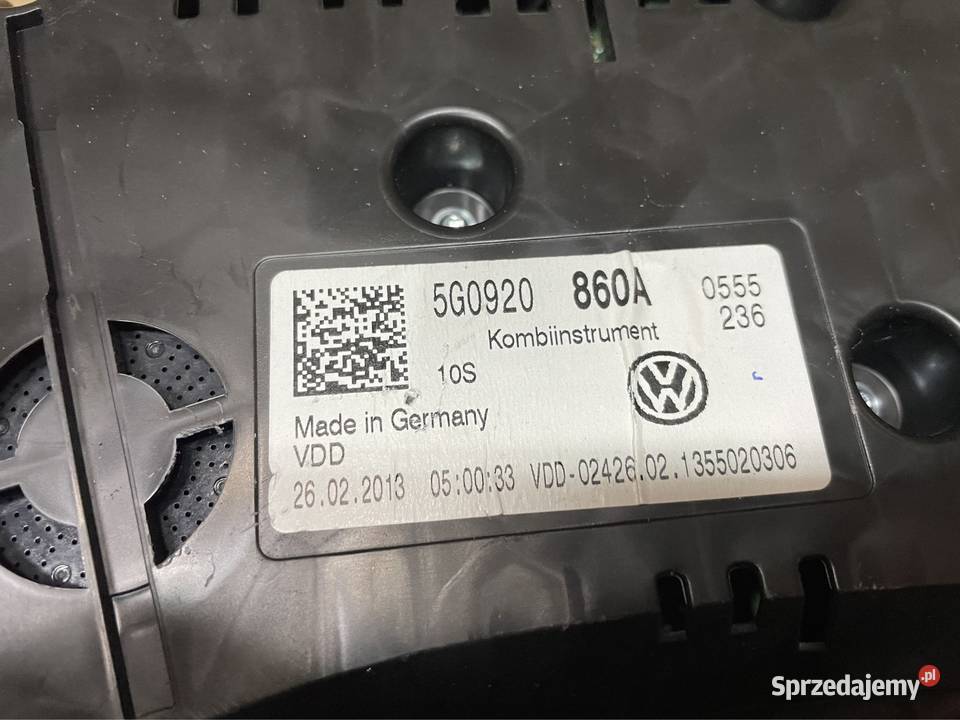 5G0920 860A 0555
Kombiinstrument 236
10S
Made in Germany
VDD
26.02.2013 05:00:33 VDD-02426.02.1355020306
Sprzedajemy.pl